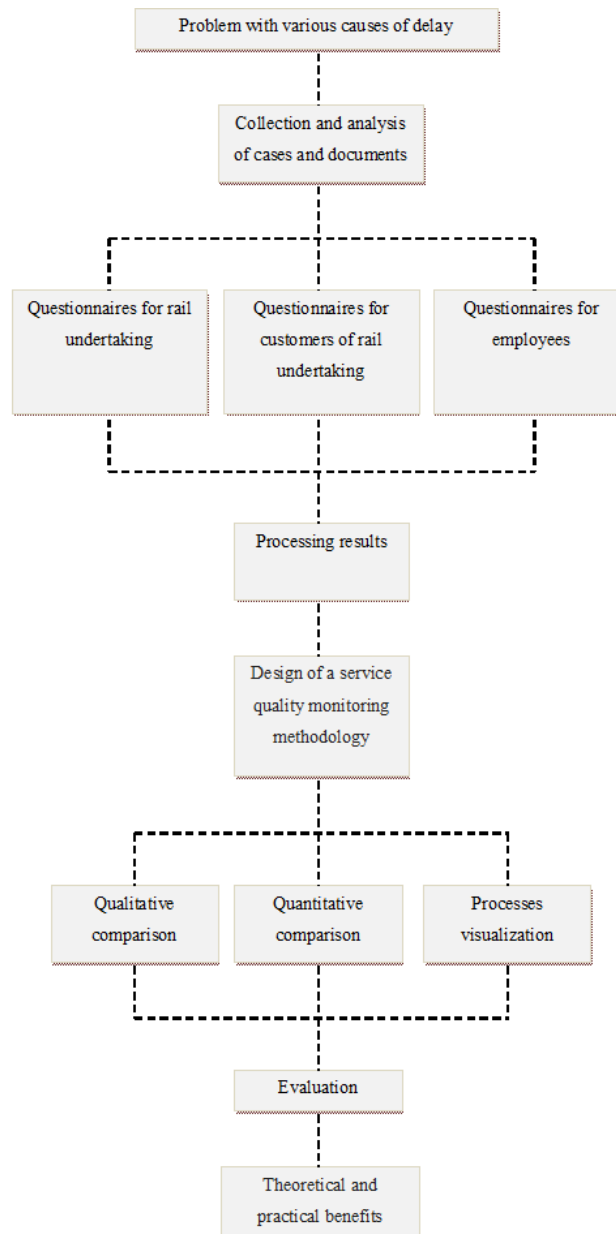 Problem with various causes of delay
Collection and analysis
of cases and documents
Questionnaires for rail
undertaking
Questionnaires for
customers of rail
undertaking
Questionnaires for
employees
Processing results
Design of a service
quality monitoring
methodology
Qualitative
comparison
Quantitative
comparison
Processes
visualization
Evaluation
Theoretical and
practical benefits